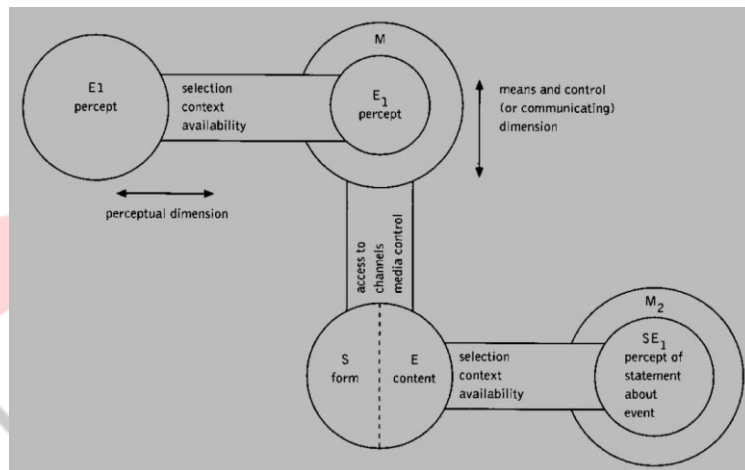 E1
percept
selection
context
availability
M
E₁
percept
means and control
(or communicating)
dimension
perceptual dimension
access to
channels
media control
S
form
E
content
selection
context
availability
M₂
SE₁
percept of
statement
about
event